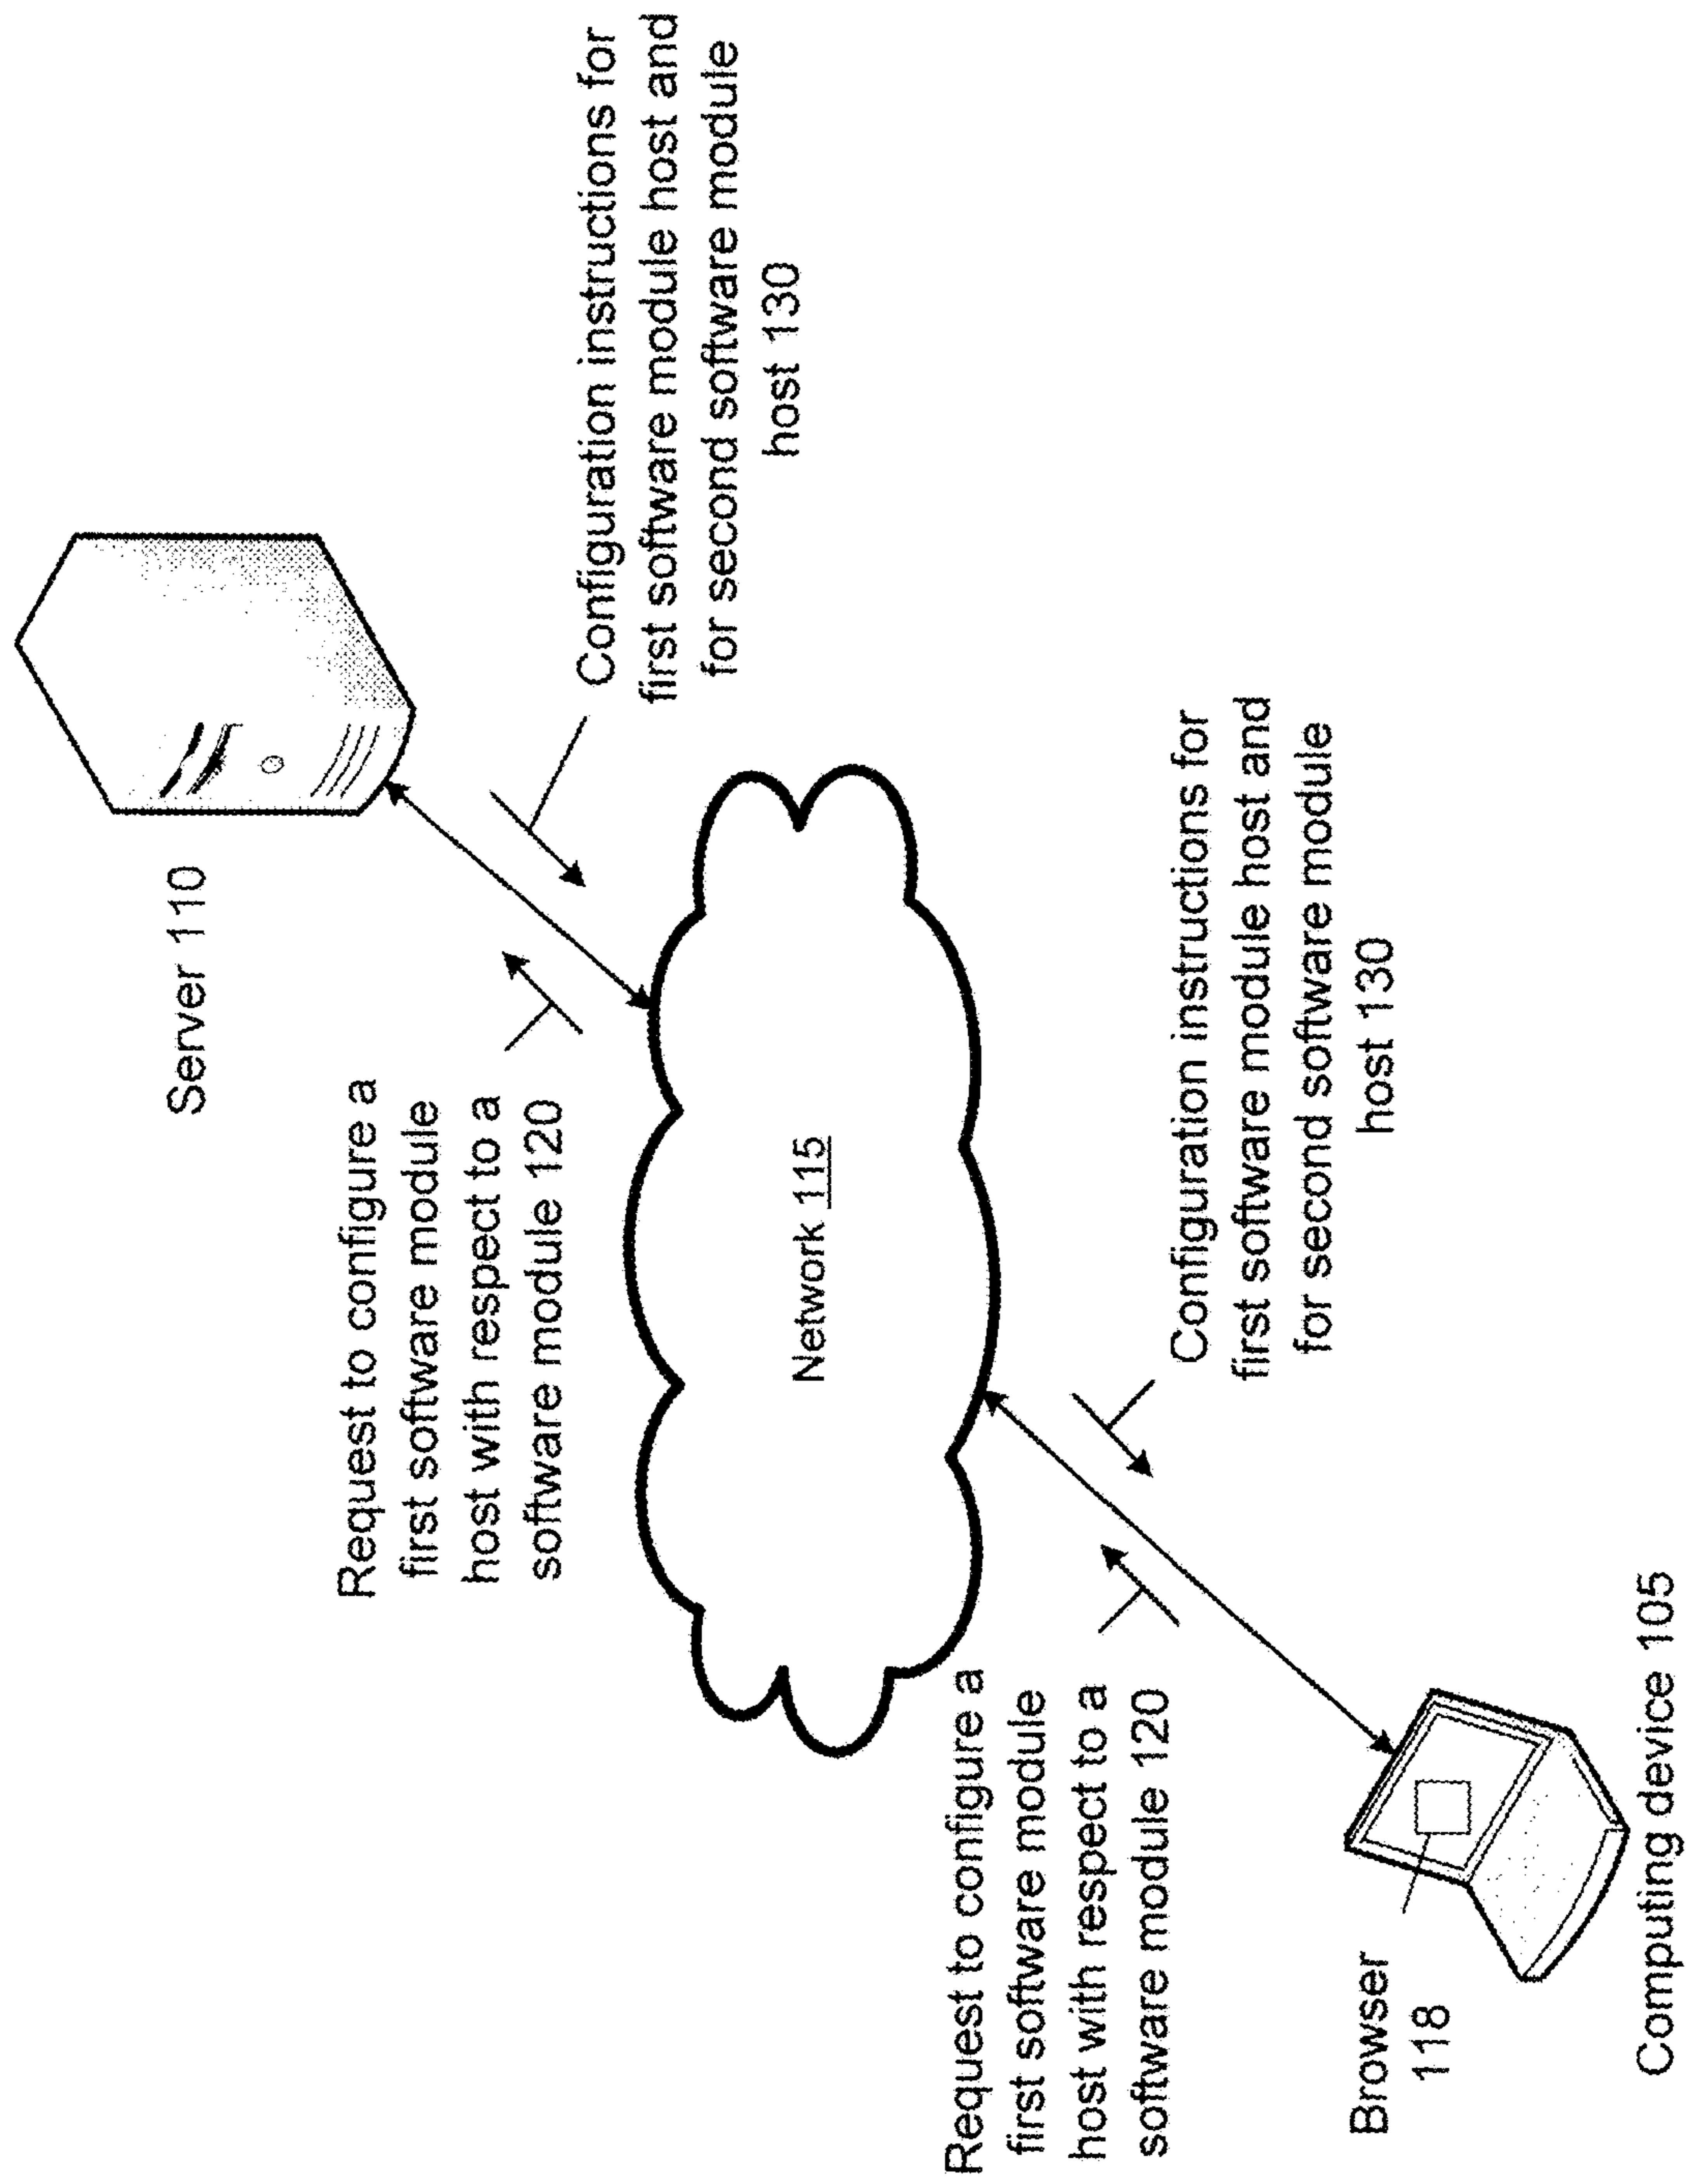 Server 110
Request to configure a
first software module
host with respect to a
software module 120
Configuration instructions for
first software module host and
for second software module
host 130
Network 115
Request to configure a
first software module
host with respect to a
software module 120
Configuration instructions for
first software module host and
for second software module
host 130
Browser
118
Computing device 105